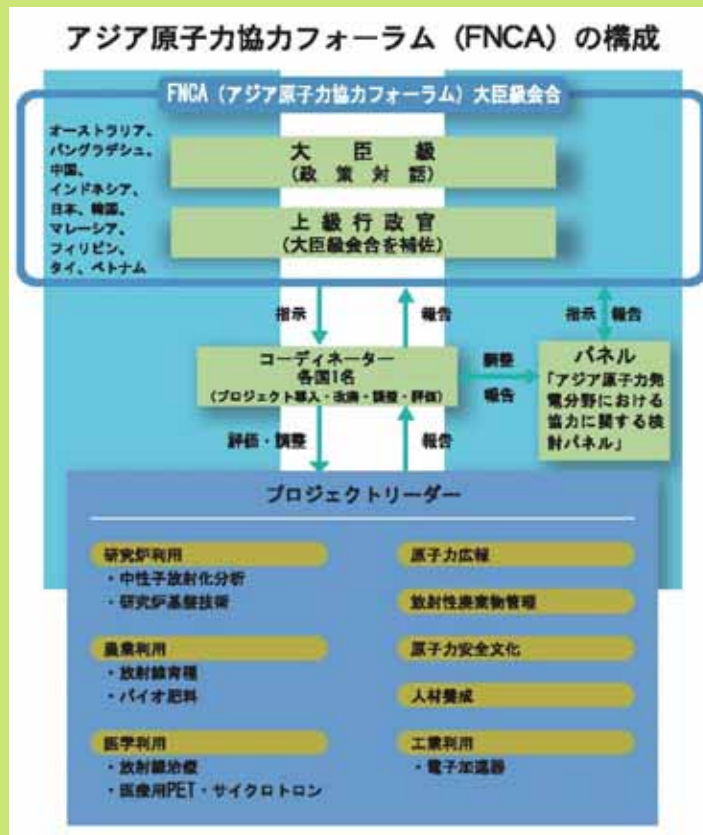 アジア原子力協力フォーラム（FNCA）の構成
FNCA（アジア原子力協力フォーラム）大臣級会合
オーストラリア、
バングラデシュ、
中国、
インドネシア、
日本、韓国、
マレーシア、
フィリピン、
タイ、ベトナム
大臣級
（政策対話）
上級行政官
（大臣級会合を補佐）
指示
報告
指示 報告
コーディネーター
各国1名
（プロジェクト導入・改廃・調整・評価）
調整
報告
パネル
「アジア原子力発
電分野における
協力に関する検
討パネル」
評価・調整
報告
プロジェクトリーダー
研究炉利用
・中性子放射化分析
・研究炉基盤技術
農業利用
・放射線育種
・バイオ肥料
医学利用
・放射線治療
・医療用PET・サイクロトロン
原子力広報
放射性廃棄物管理
原子力安全文化
人材養成
工業利用
・電子加速器